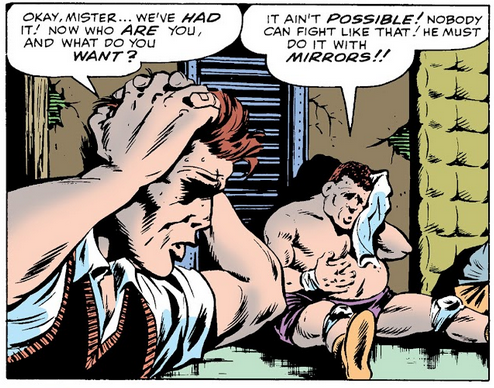 OKAY, MISTER... WE'VE HAD
IT! NOW WHO ARE YOU,
AND WHAT DO YOU
WANT?
IT AIN'T POSSIBLE! NOBODY
CAN FIGHT LIKE THAT! HE MUST
DO IT WITH
MIRRORS!!